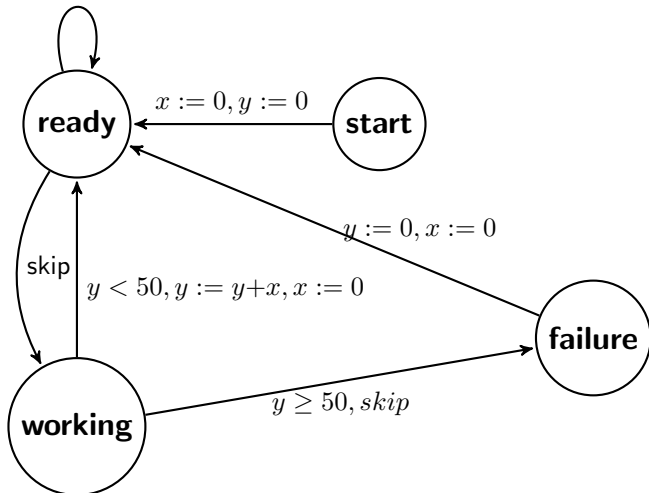 x := 0, y := 0
ready
start
y := 0, x := 0
skip
y < 50, y := y+x, x := 0
failure
y ≥ 50, skip
working